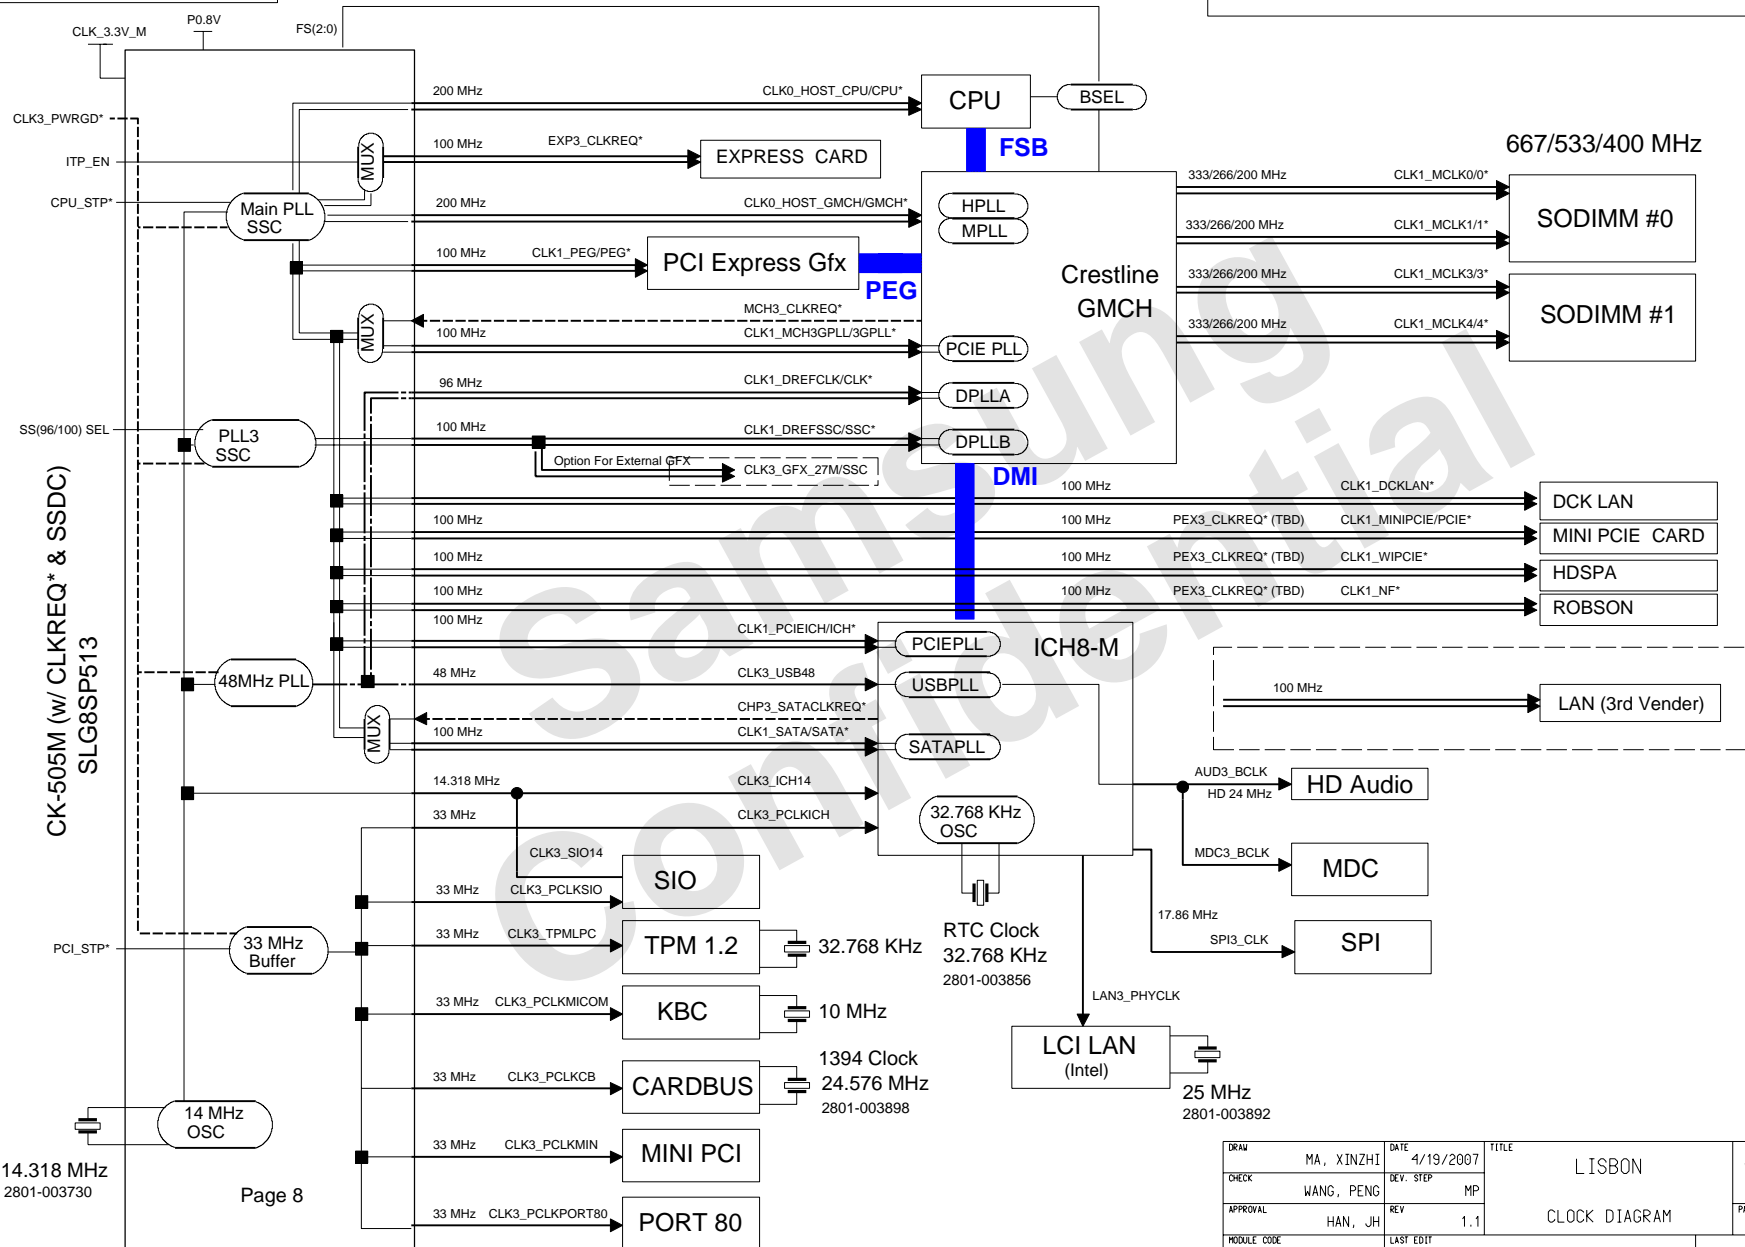 CLK_3.3V_M
P0.8V
FS(2:0)
CLK3_PWRGD*
ITP_EN
CPU_STP*
SS(96/100) SEL
PCI_STP*
CK-505M (w/ CLKREQ* & SSDC)
SLG8SP513
14.318 MHz
2801-003730
Page 8
MUX
Main PLL
SSC
MUX
PLL3
SSC
48MHz PLL
MUX
33 MHz
Buffer
14 MHz
OSC
200 MHz
CLK0_HOST_CPU/CPU*
CPU
BSEL
FSB
100 MHz
EXP3_CLKREQ*
EXPRESS CARD
200 MHz
CLK0_HOST_GMCH/GMCH*
HPLL
MPLL
100 MHz
CLK1_PEG/PEG*
PCI Express Gfx
PEG
Crestline
GMCH
MCH3_CLKREQ*
100 MHz
CLK1_MCH3GPLL/3GPLL*
PCIE PLL
96 MHz
CLK1_DREFCLK/CLK*
DPLLA
100 MHz
CLK1_DREFSSC/SSC*
DPLLB
Option For External GFX
CLK3_GFX_27M/SSC
DMI
667/533/400 MHz
333/266/200 MHz
CLK1_MCLK0/0*
SODIMM #0
333/266/200 MHz
CLK1_MCLK1/1*
333/266/200 MHz
CLK1_MCLK3/3*
SODIMM #1
333/266/200 MHz
CLK1_MCLK4/4*
100 MHz
CLK1_DCKLAN*
DCK LAN
100 MHz
100 MHz
PEX3_CLKREQ* (TBD)
CLK1_MINIPCIE/PCIE*
MINI PCIE CARD
100 MHz
100 MHz
PEX3_CLKREQ* (TBD)
CLK1_WIPCIE*
HDSPA
100 MHz
100 MHz
PEX3_CLKREQ* (TBD)
CLK1_NF*
ROBSON
100 MHz
CLK1_PCIEICH/ICH*
PCIEPLL
ICH8-M
48 MHz
CLK3_USB48
USBPLL
CHP3_SATACLKREQ*
100 MHz
CLK1_SATA/SATA*
SATAPLL
100 MHz
LAN (3rd Vender)
14.318 MHz
CLK3_ICH14
33 MHz
CLK3_PCLKICH
32.768 KHz
OSC
AUD3_BCLK
HD 24 MHz
HD Audio
MDC3_BCLK
MDC
17.86 MHz
SPI3_CLK
SPI
RTC Clock
32.768 KHz
2801-003856
LAN3_PHYCLK
LCI LAN
(Intel)
25 MHz
2801-003892
CLK3_SIO14
SIO
33 MHz
CLK3_PCLKSIO
33 MHz
CLK3_TPMLPC
TPM 1.2
32.768 KHz
33 MHz
CLK3_PCLKMICOM
KBC
10 MHz
33 MHz
CLK3_PCLKCB
CARDBUS
1394 Clock
24.576 MHz
2801-003898
33 MHz
CLK3_PCLKMIN
MINI PCI
33 MHz
CLK3_PCLKPORT80
PORT 80
Samsung
Confidential
DRAW
MA, XINZHI
DATE
4/19/2007
TITLE
LISBON
CHECK
WANG, PENG
DEV. STEP
MP
APPROVAL
HAN, JH
REV
1.1
CLOCK DIAGRAM
MODULE CODE
LAST EDIT